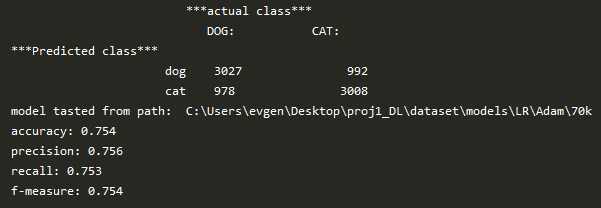 ***actual class***
DOG: CAT:
***Predicted class***
dog 3027 992
cat 978 3008
model tasted from path: C:\Users\evgen\Desktop\proj1_DL\dataset\models\LR\Adam\70k
accuracy: 0.754
precision: 0.756
recall: 0.753
f-measure: 0.754